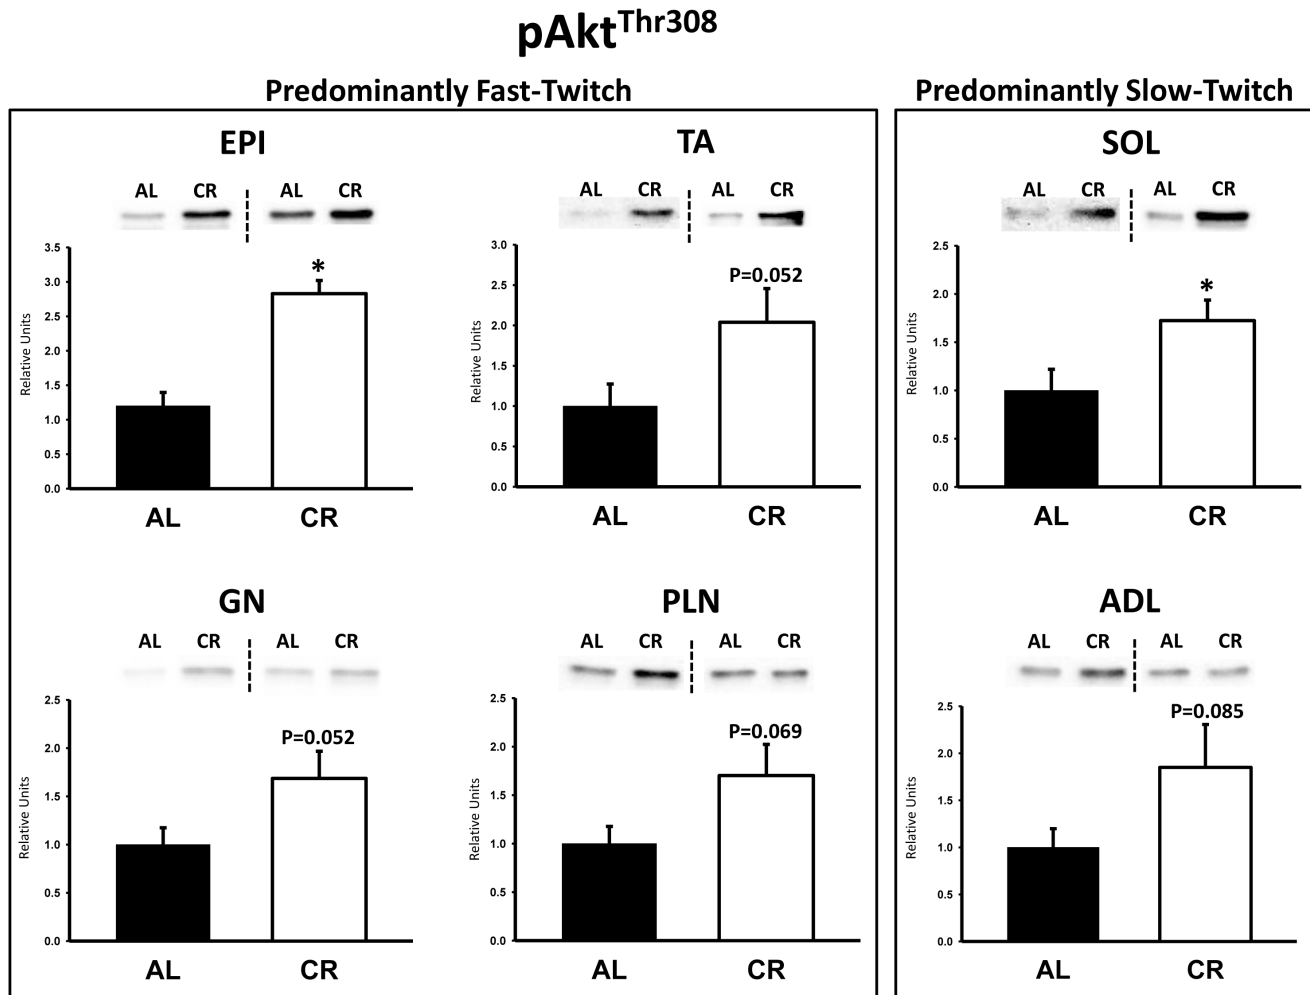 pAktThr308
Predominantly Fast-Twitch
Predominantly Slow-Twitch
EPI
AL CR AL CR
3.5
3.0
2.5
2.0
1.5
1.0
0.5
0.0
Relative Units
*
AL CR
TA
AL CR AL CR
3.0
2.5
2.0
1.5
1.0
0.5
0.0
Relative Units
P=0.052
AL CR
SOL
AL CR AL CR
2.5
2.0
1.5
1.0
0.5
0.0
Relative Units
*
AL CR
GN
AL CR AL CR
2.5
2.0
1.5
1.0
0.5
0.0
Relative Units
P=0.052
AL CR
PLN
AL CR AL CR
2.5
2.0
1.5
1.0
0.5
0.0
Relative Units
P=0.069
AL CR
ADL
AL CR AL CR
2.5
2.0
1.5
1.0
0.5
0.0
Relative Units
P=0.085
AL CR